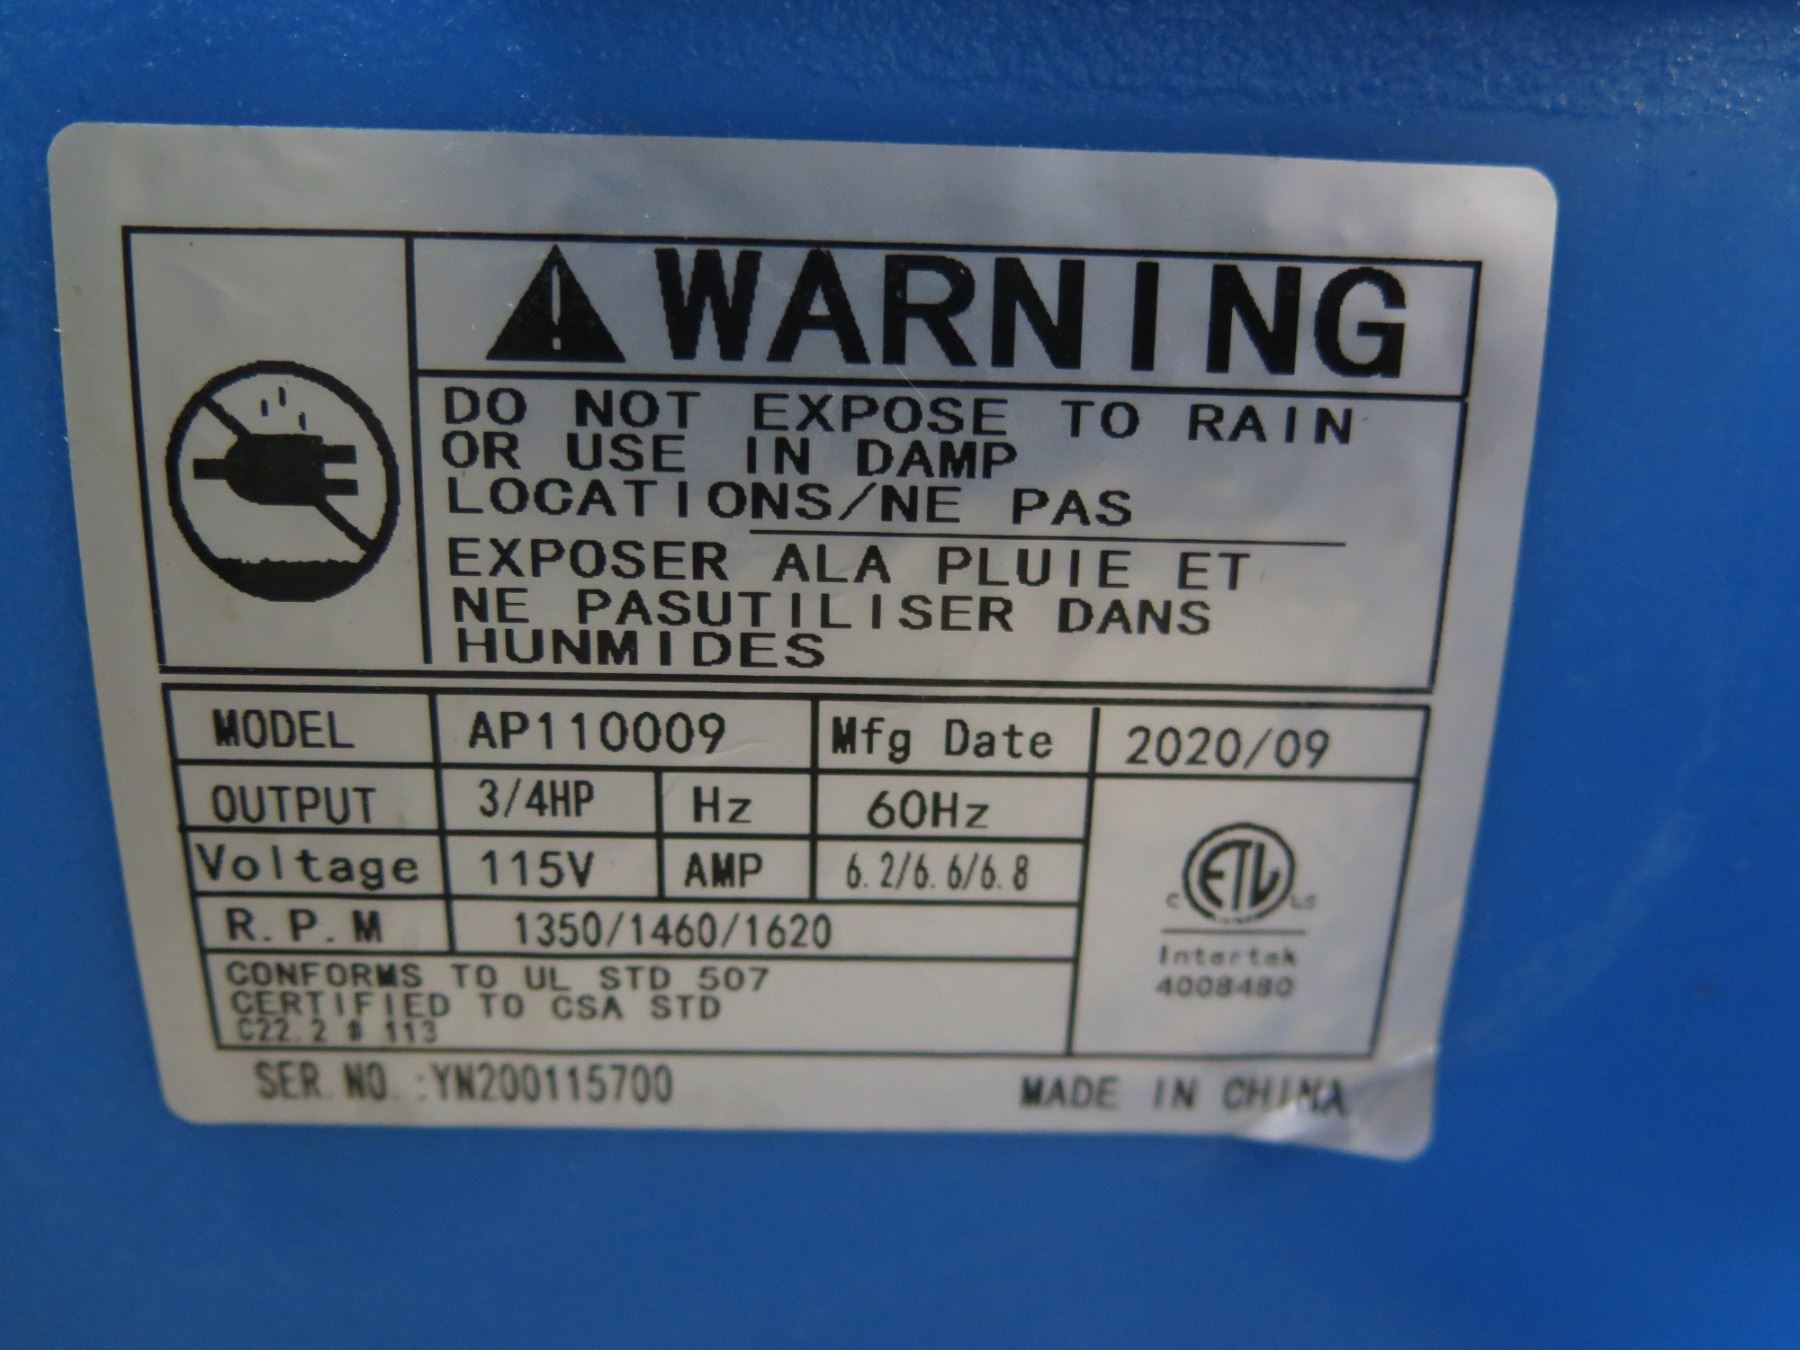 WARNING
DO NOT EXPOSE TO RAIN
OR USE IN DAMP
LOCATIONS/NE PAS
EXPOSER ALA PLUIE ET
NE PASUTILISER DANS
HUNMIDES
MODEL AP110009 Mfg Date 2020/09
OUTPUT 3/4HP Hz 60Hz
Voltage 115V AMP 6.2/6.6/6.8
R.P.M 1350/1460/1620
CONFORMS TO UL STD 507
CERTIFIED TO CSA STD
C22.2 # 113
C ETL US
Intertek
4008480
SER.NO.:YN200115700 MADE IN CHINA